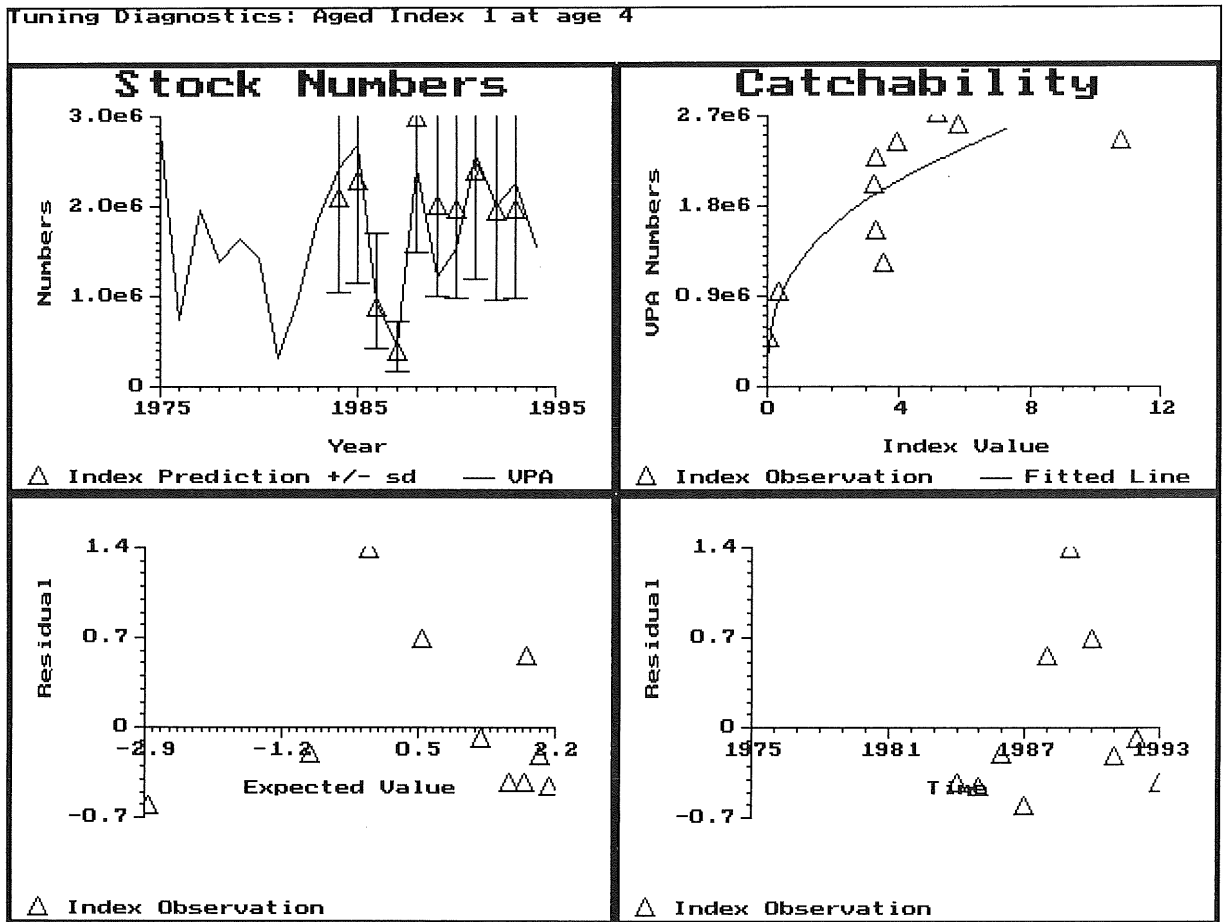 Tuning Diagnostics: Aged Index 1 at age 4
Stock Numbers
3.0e6
2.0e6
1.0e6
0
Numbers
1975
1985
1995
Year
Index Prediction +/- sd
VPA
Catchability
2.7e6
1.8e6
0.9e6
0
VPA Numbers
0
4
8
12
Index Value
Index Observation
Fitted Line
1.4
0.7
0
-0.7
Residual
-2.9
-1.2
0.5
2.2
Expected Value
Index Observation
1.4
0.7
0
-0.7
Residual
1975
1981
1987
1993
Time
Index Observation